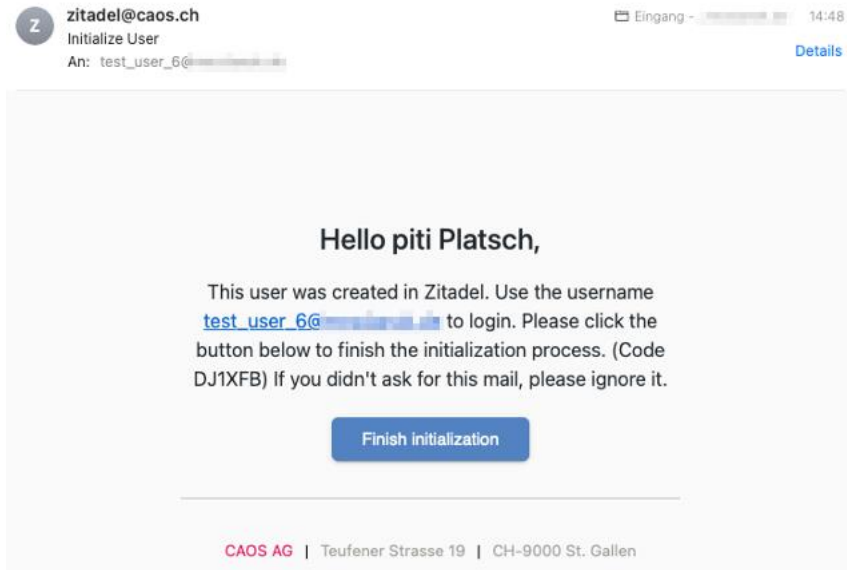 Z
zitadel@caos.ch
Eingang - 14:48
Initialize User
Details
An: test_user_6@
Hello piti Platsch,
This user was created in Zitadel. Use the username
test_user_6@ to login. Please click the
button below to finish the initialization process. (Code
DJ1XFB) If you didn't ask for this mail, please ignore it.
Finish initialization
CAOS AG | Teufener Strasse 19 | CH-9000 St. Gallen